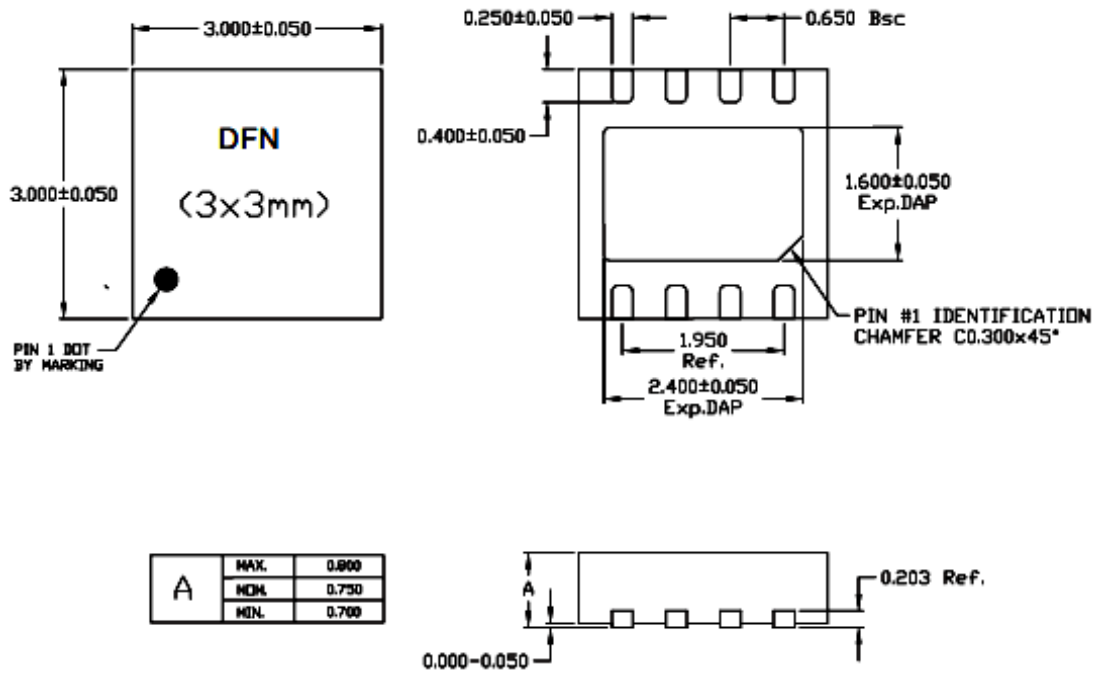 3.000±0.050
3.000±0.050
DFN
(3x3mm)
PIN 1 DOT
BY MARKING
0.250±0.050
0.650 Bsc
0.400±0.050
1.600±0.050
Exp.DAP
PIN #1 IDENTIFICATION
CHAMFER C0.300x45°
1.950
Ref.
2.400±0.050
Exp.DAP
A
MAX. 0.800
NOM. 0.750
MIN. 0.700
A
0.203 Ref.
0.000-0.050